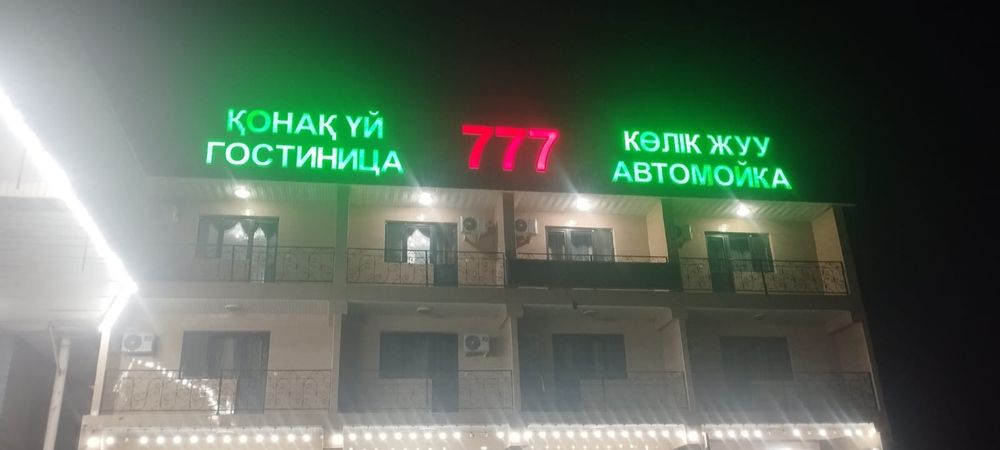 ҚОНАҚ ҮЙ
ГОСТИНИЦА
777
КӨЛІК ЖУУ
АВТОМОЙКА